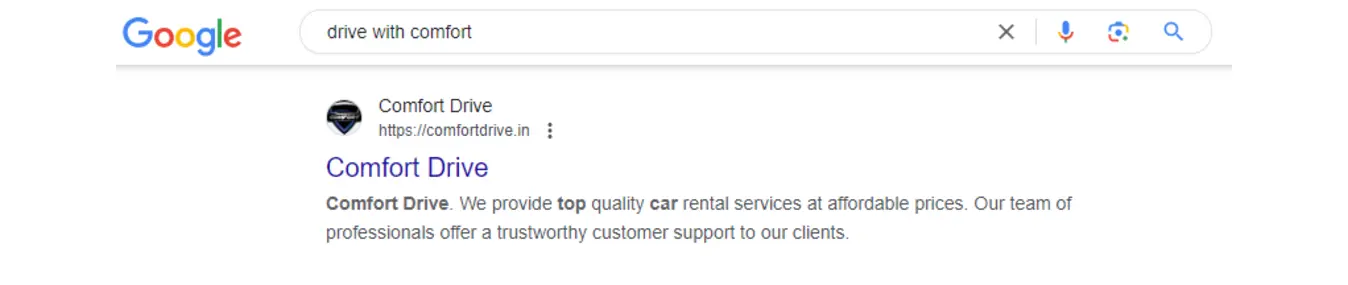 Google
drive with comfort
Comfort Drive
https://comfortdrive.in
Comfort Drive
Comfort Drive. We provide top quality car rental services at affordable prices. Our team of
professionals offer a trustworthy customer support to our clients.